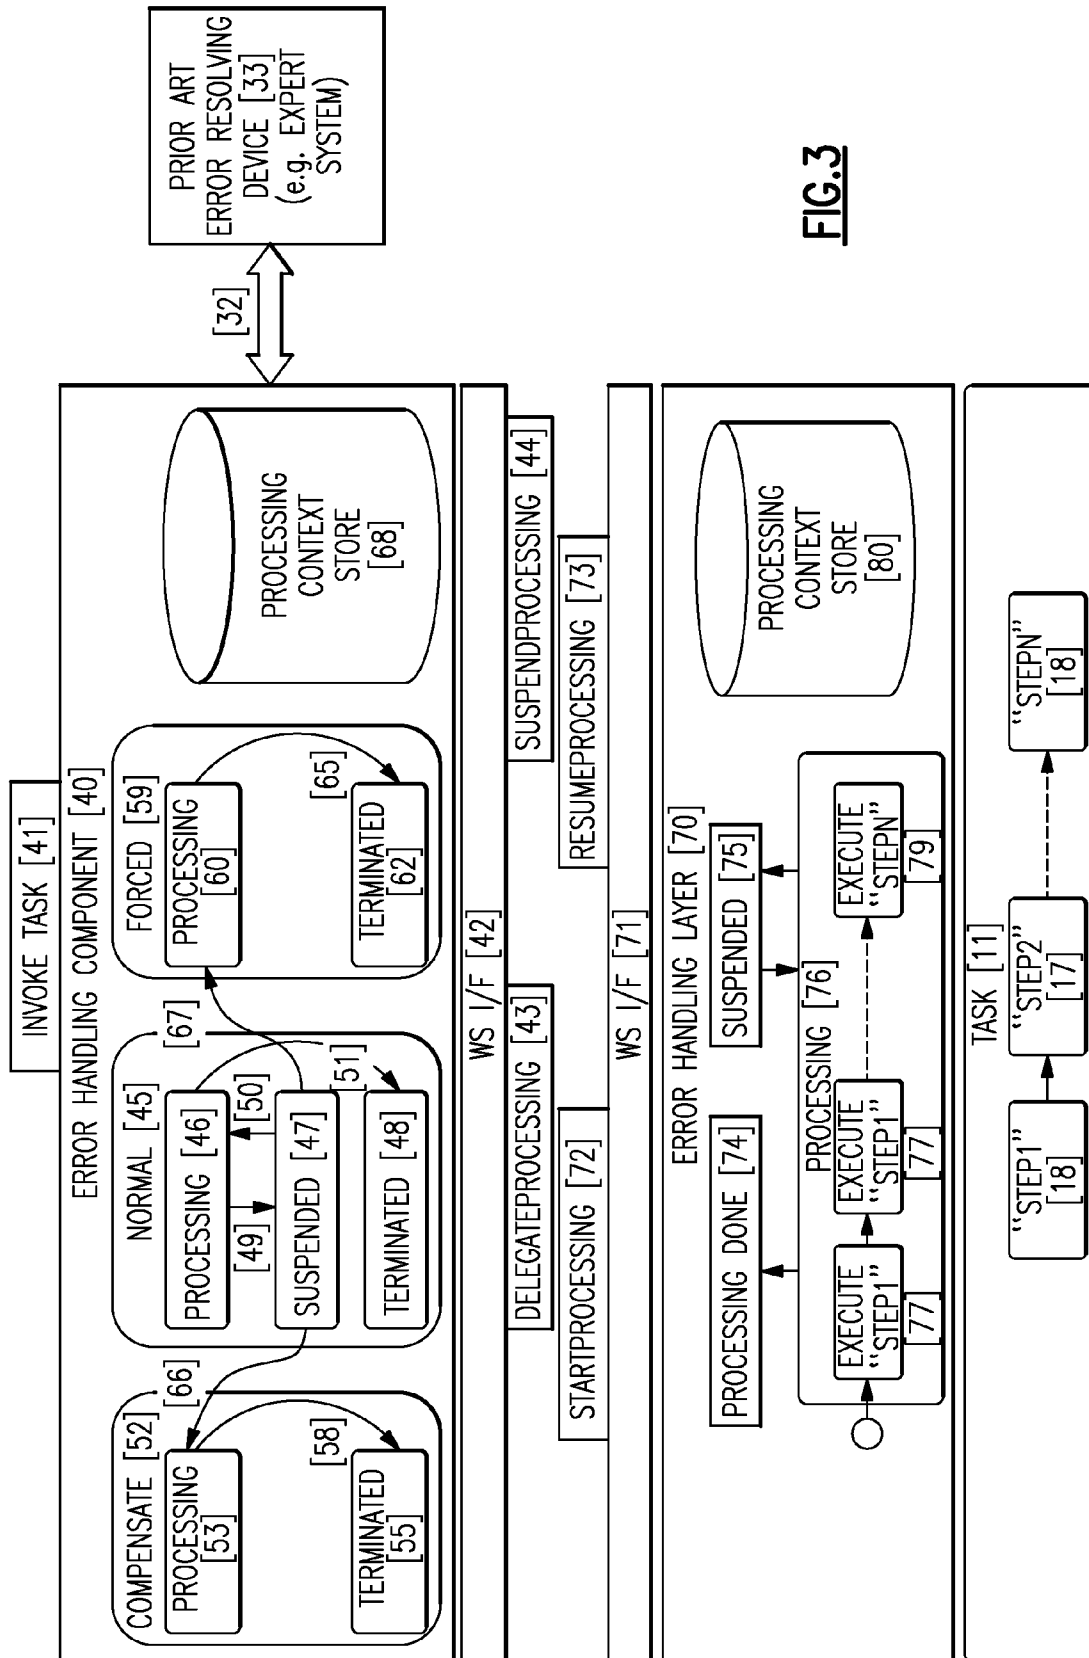 INVOKE TASK [41]
ERROR HANDLING COMPONENT [40]
COMPENSATE [52]
PROCESSING
[53]
[58]
TERMINATED
[55]
[66]
NORMAL [45]
PROCESSING [46]
[49]
[50]
SUSPENDED [47]
[51]
TERMINATED [48]
[67]
FORCED [59]
PROCESSING
[60]
[65]
TERMINATED
[62]
PROCESSING
CONTEXT
STORE
[68]
[32]
PRIOR ART
ERROR RESOLVING
DEVICE [33]
(e.g. EXPERT
SYSTEM)
WS I/F [42]
DELEGATEPROCESSING [43]
SUSPENDPROCESSING [44]
STARTPROCESSING [72]
RESUMEPROCESSING [73]
WS I/F [71]
ERROR HANDLING LAYER [70]
PROCESSING DONE [74]
SUSPENDED [75]
PROCESSING [76]
EXECUTE
“STEP1”
[77]
EXECUTE
“STEP1”
[77]
EXECUTE
“STEPN”
[79]
PROCESSING
CONTEXT
STORE
[80]
TASK [11]
“STEP1”
[18]
“STEP2”
[17]
“STEPN”
[18]
FIG.3